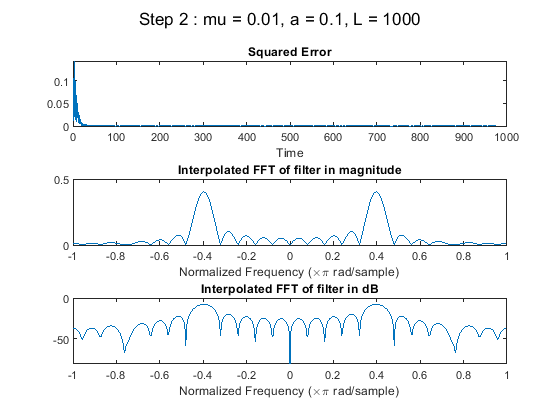 Step 2 : mu = 0.01, a = 0.1, L = 1000
Squared Error
0.1
0.05
0
0 100 200 300 400 500 600 700 800 900 1000
Time
Interpolated FFT of filter in magnitude
0.5
0
-1 -0.8 -0.6 -0.4 -0.2 0 0.2 0.4 0.6 0.8 1
Normalized Frequency (×π rad/sample)
Interpolated FFT of filter in dB
0
-50
-1 -0.8 -0.6 -0.4 -0.2 0 0.2 0.4 0.6 0.8 1
Normalized Frequency (×π rad/sample)